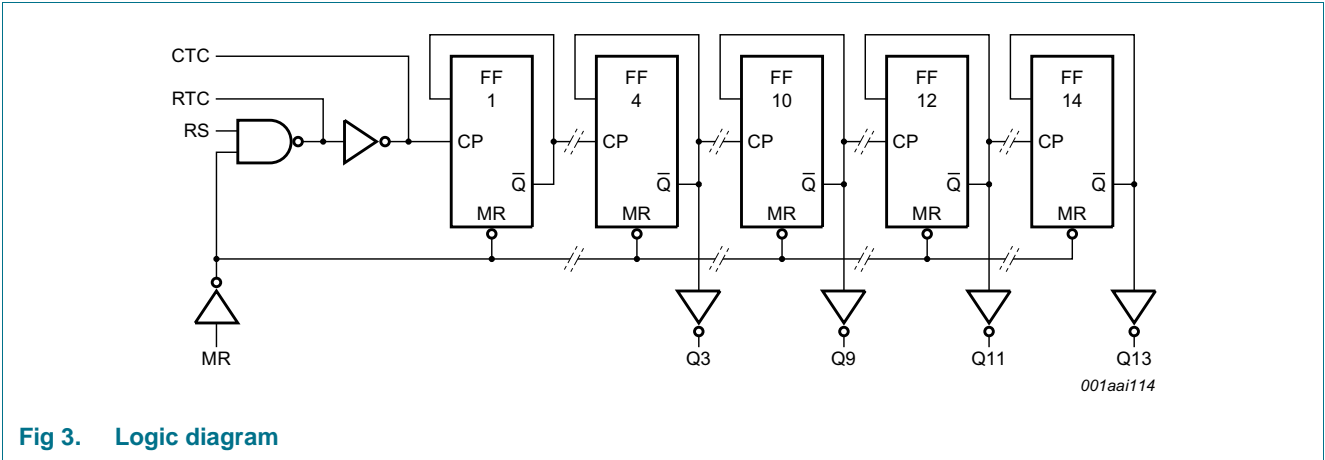 CTC
RTC
RS
FF
1
CP
Q
MR
FF
4
CP
Q
MR
FF
10
CP
Q
MR
FF
12
CP
Q
MR
FF
14
CP
Q
MR
MR
Q3
Q9
Q11
Q13
001aai114
Fig 3. Logic diagram